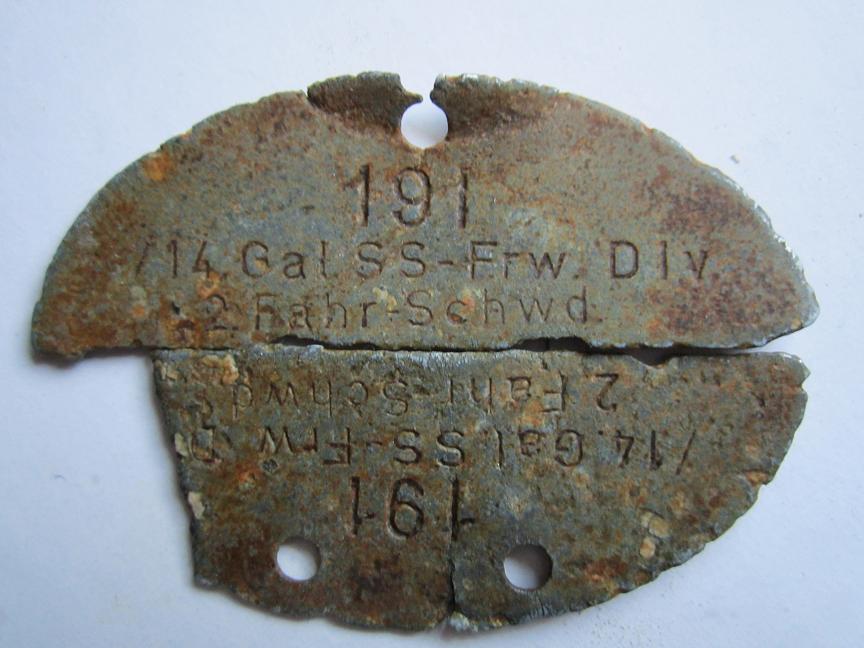 191
/14.Gal.SS-Frw. Div
2.Fahr-Schwd.
191
/14.Gal.SS-Frw D
2 Fahr-Schwd